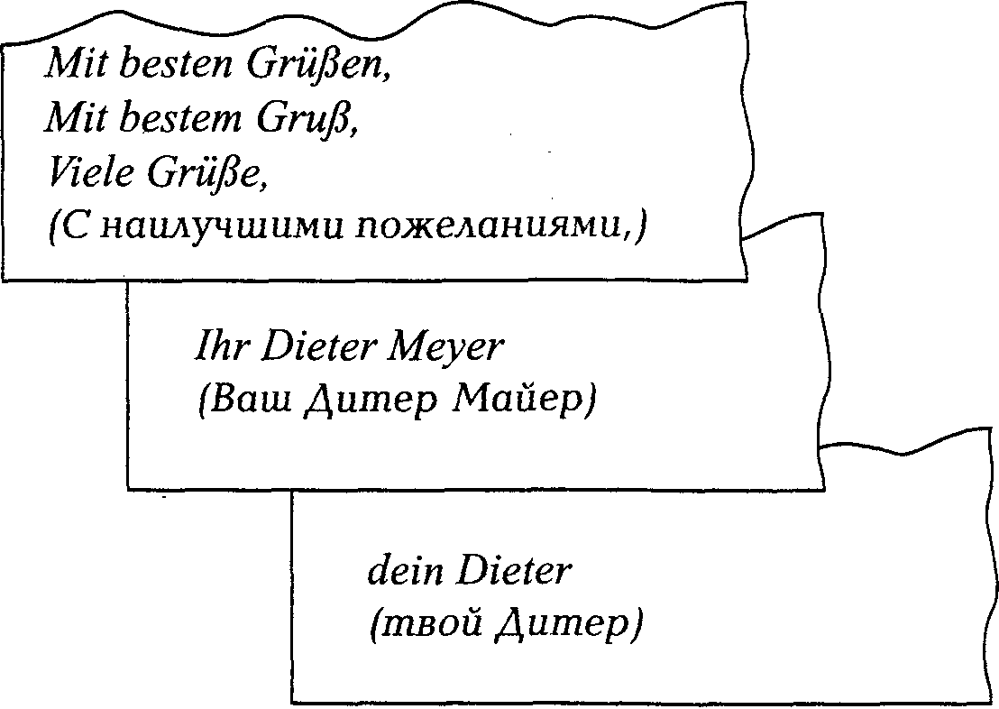 Mit besten Grüßen,
Mit bestem Gruß,
Viele Grüße,
(С наилучшими пожеланиями,)
Ihr Dieter Meyer
(Ваш Дитер Майер)
dein Dieter
(твой Дитер)